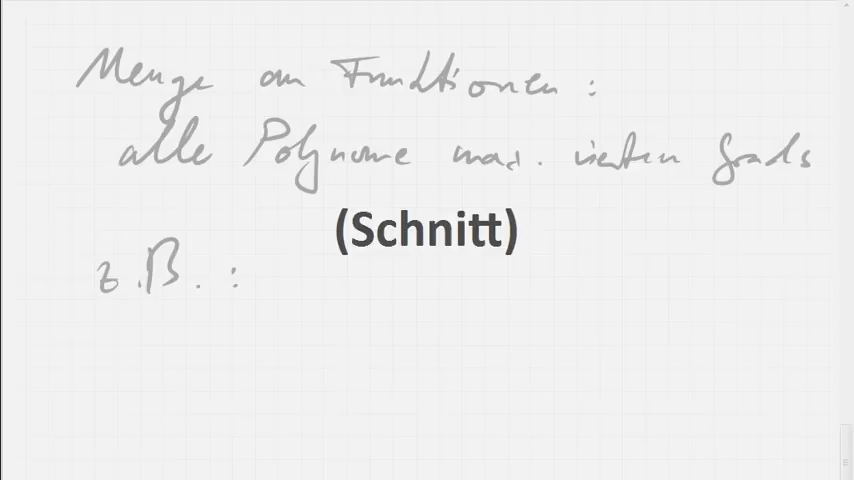 Menge an Funktionen :
alle Polynome max. vierten Grads
(Schnitt)
z.B. :